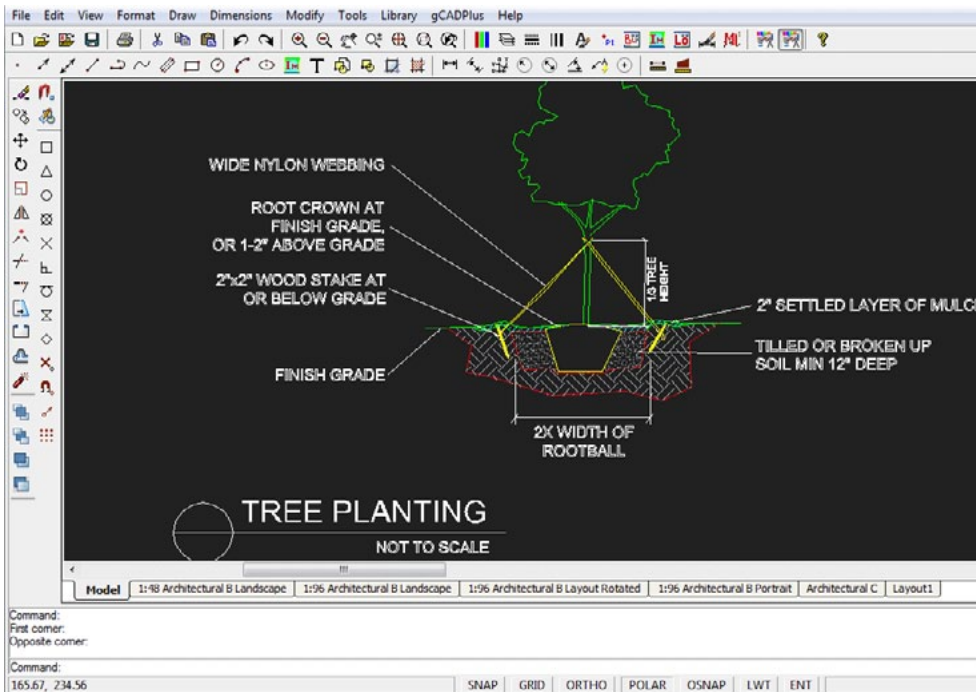 File Edit View Format Draw Dimensions Modify Tools Library gCADPlus Help
WIDE NYLON WEBBING
ROOT CROWN AT
FINISH GRADE,
OR 1-2" ABOVE GRADE
2"x2" WOOD STAKE AT
OR BELOW GRADE
FINISH GRADE
1/3 TREE
HEIGHT
2" SETTLED LAYER OF MULC
TILLED OR BROKEN UP
SOIL MIN 12" DEEP
2X WIDTH OF
ROOTBALL
TREE PLANTING
NOT TO SCALE
Model 1:48 Architectural B Landscape 1:96 Architectural B Landscape 1:96 Architectural B Layout Rotated 1:96 Architectural B Portrait Architectural C Layout1
Command:
First corner:
Opposite corner:
Command:
165.67, 234.56 SNAP GRID ORTHO POLAR OSNAP LWT ENT